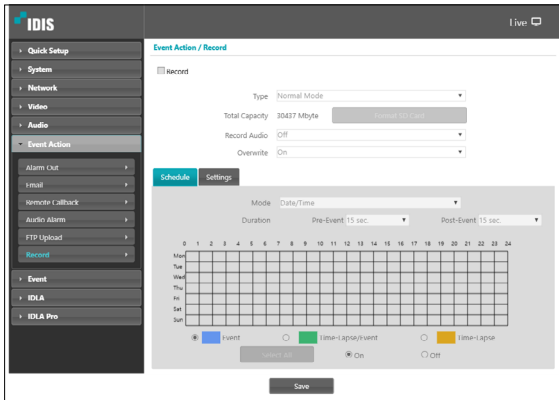 IDIS
Live
Quick Setup
System
Network
Video
Audio
Event Action
Alarm Out
Email
Remote Callback
Audio Alarm
FTP Upload
Record
Event
IDLA
IDLA Pro
Event Action / Record
Record
Type Normal Mode
Total Capacity 30437 Mbyte Format SD Card
Record Audio Off
Overwrite On
Schedule Settings
Mode Date/Time
Duration Pre-Event 15 sec. Post-Event 15 sec.
0 1 2 3 4 5 6 7 8 9 10 11 12 13 14 15 16 17 18 19 20 21 22 23 24
Mon
Tue
Wed
Thu
Fri
Sat
Sun
Event Time-Lapse/Event Time-Lapse
Select All On Off
Save